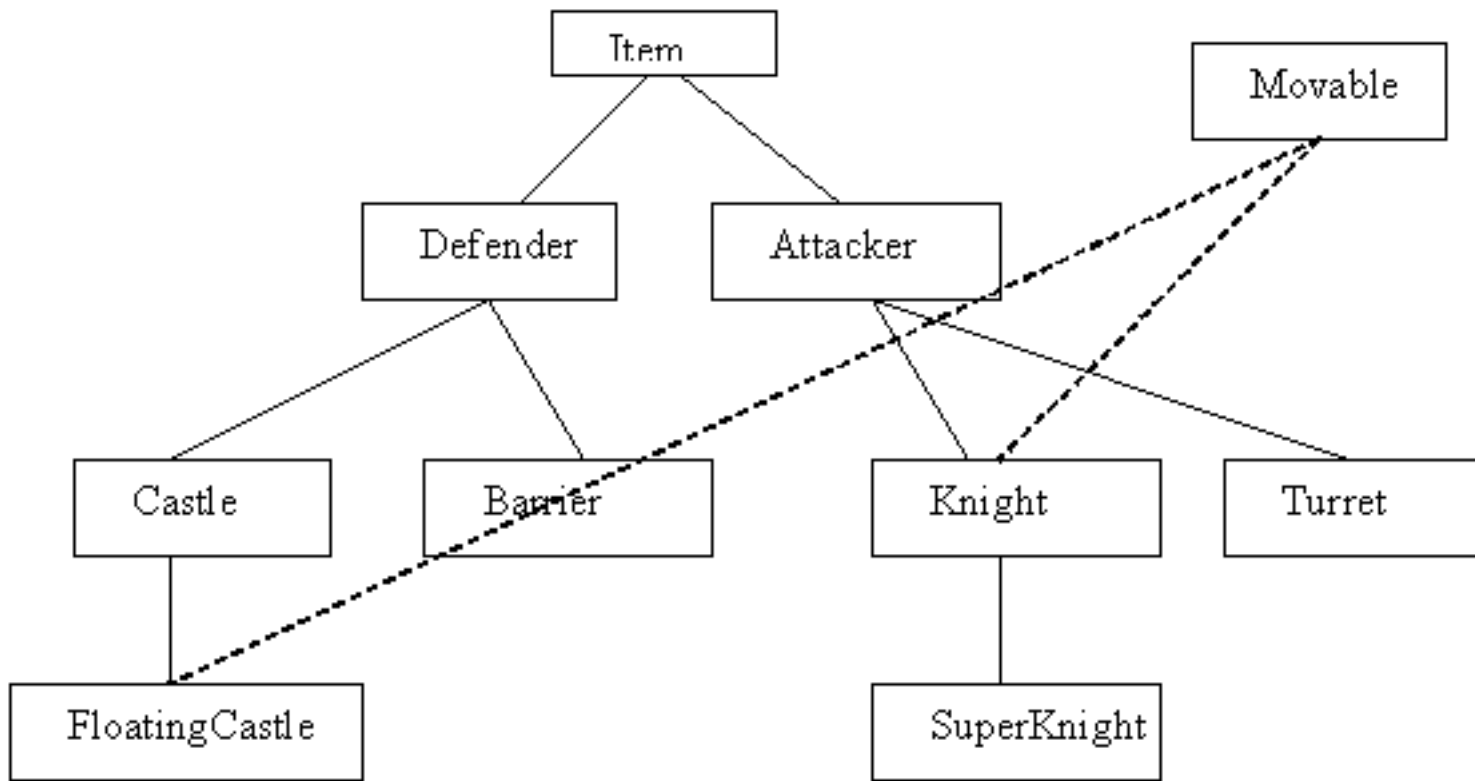 Item
Movable
Defender
Attacker
Castle
Barrier
Knight
Turret
FloatingCastle
SuperKnight